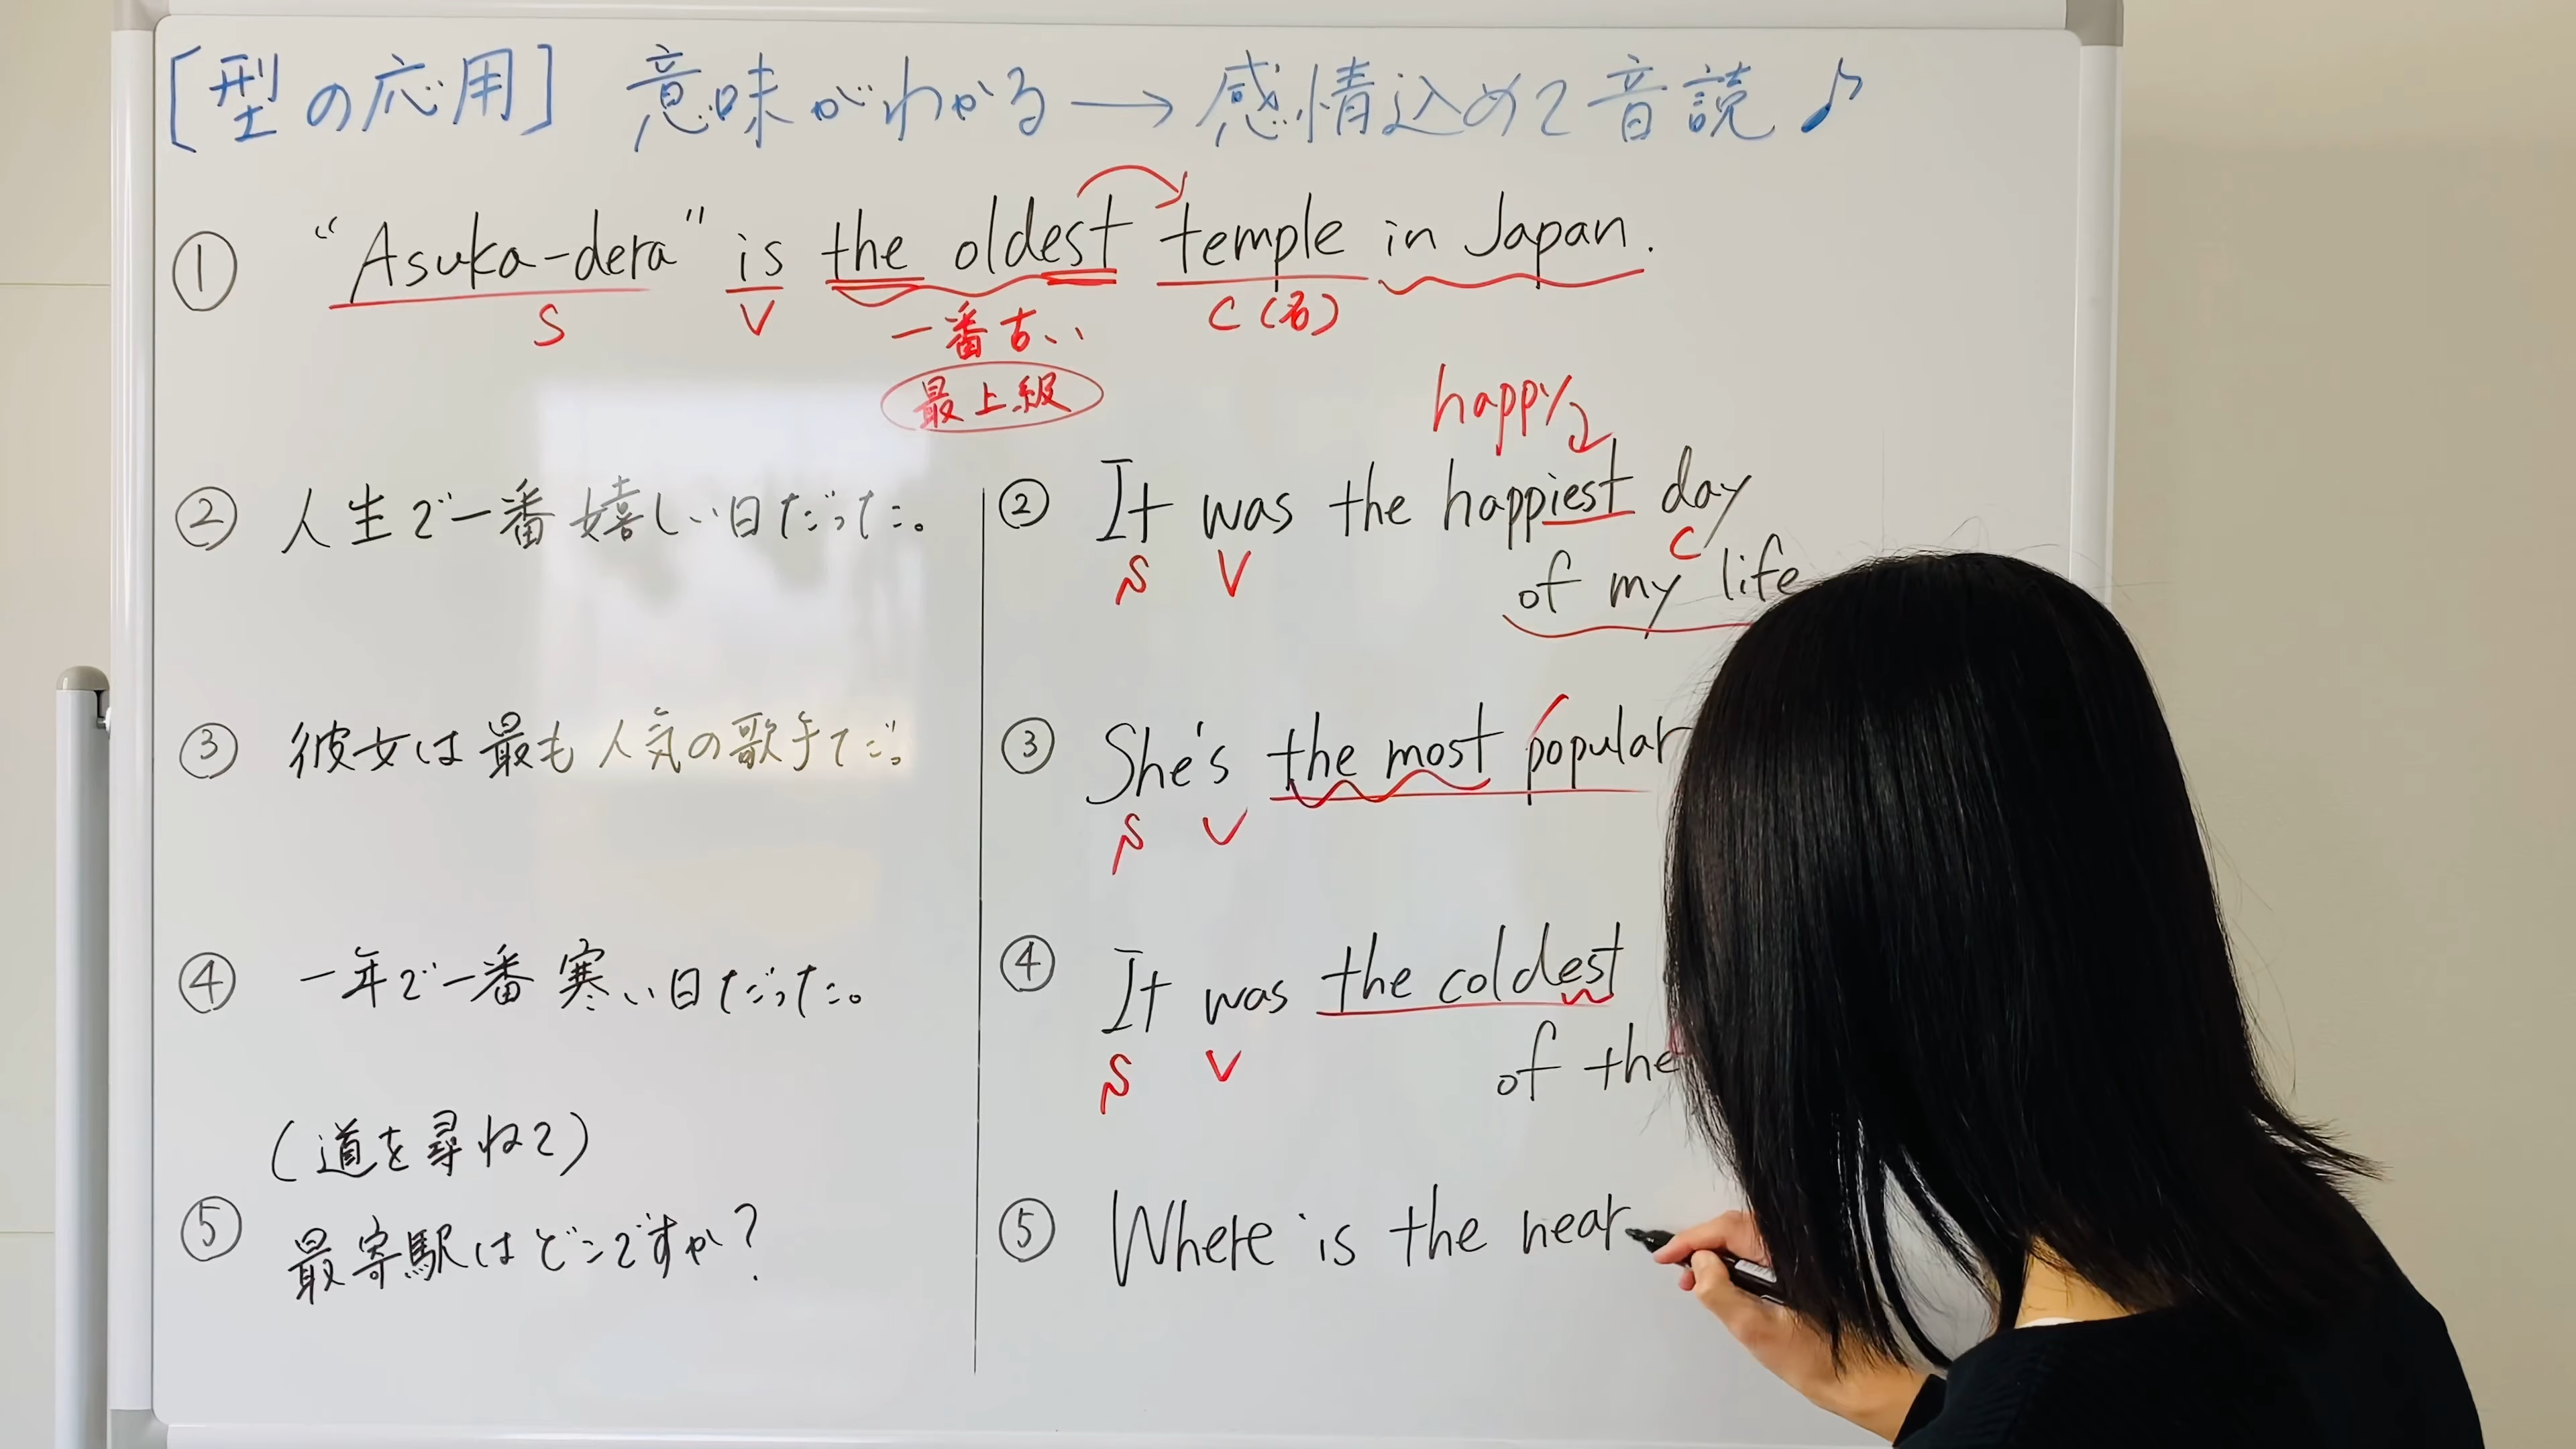 [型の応用] 意味がわかる → 感情込めて音読♪
① "Asuka-dera" is the oldest temple in Japan.
S V 一番古い C (名)
最上級
② 人生で一番嬉しい日だった。
③ 彼女は最も人気の歌手だ。
④ 一年で一番寒い日だった。
(道を尋ねて)
⑤ 最寄駅はどこですか?
happy
② It was the happiest day
S V C
of my life
③ She's the most popular
S V
④ It was the coldest
S V
of the
⑤ Where is the near